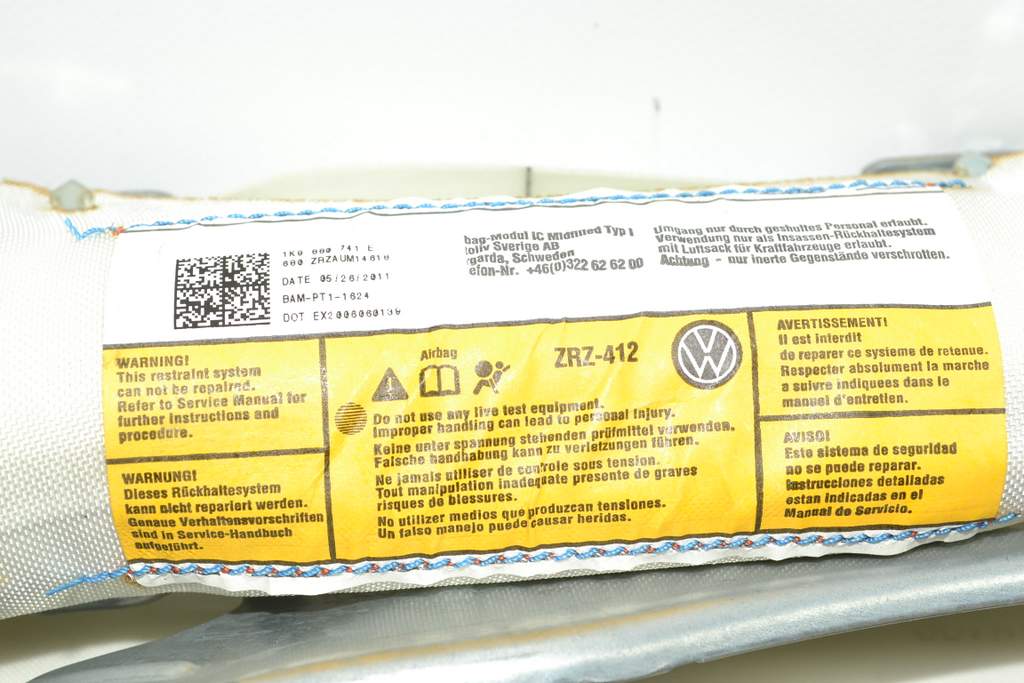 1K0 880 741 E
600 ZRZAUM14610
DATE 05/26/2011
BAM-PT1-1624
DOT EX2006060139
bag-Modul IC Typ I
toliv Sverige AB
garda, Schweden
efon-Nr. +46(0)322 62 62 00
Umgang nur durch geshultes Personal erlaubt.
Verwendung nur als Insassen-Rückhaltesystem
mit Luftsack für Kraftfahrzeuge erlaubt.
Achtung - nur inerte Gegenstände verschrotten.
WARNING!
This restraint system
can not be repaired.
Refer to Service Manual for
further instructions and
procedure.
WARNUNG!
Dieses Rückhaltesystem
kann nicht repariert werden.
Genaue Verhaltensvorschriften
sind in Service-Handbuch
aufgeführt.
Airbag
ZRZ-412
Do not use any live test equipment.
Improper handling can lead to personal injury.
Keine unter spannung stehenden prüfmittel verwenden.
Falsche handhabung kann zu verletzungen führen.
Ne jamais utiliser de controle sous tension.
Tout manipulation inadequate presente de graves
risques de blessures.
No utilizer medios que produzcan tensiones.
Un falso manejo puede causar heridas.
AVERTISSEMENT!
Il est interdit
de reparer ce systeme de retenue.
Respecter absolument la marche
a suivre indiquees dans le
manuel d'entretien.
AVISO!
Este sistema de seguridad
no se puede reparar.
Instrucciones detalladas
estan indicadas en el
Manual de Servicio.